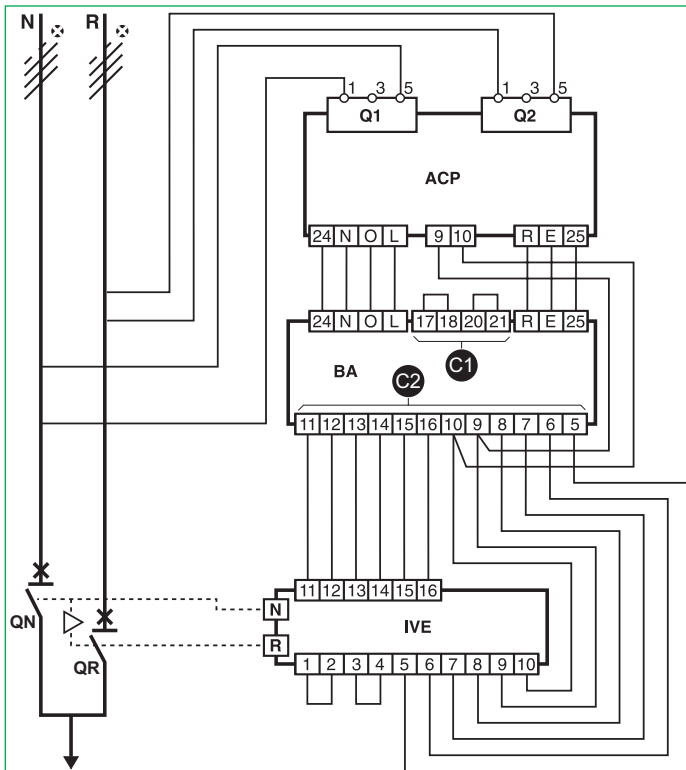 N R
1 3 5 1 3 5
Q1 Q2
ACP
24 N O L 9 10 R E 25
24 N O L 17 18 20 21 R E 25
BA C1
C2
11 12 13 14 15 16 10 9 8 7 6 5
11 12 13 14 15 16
N
QN IVE
R
QR
1 2 3 4 5 6 7 8 9 10